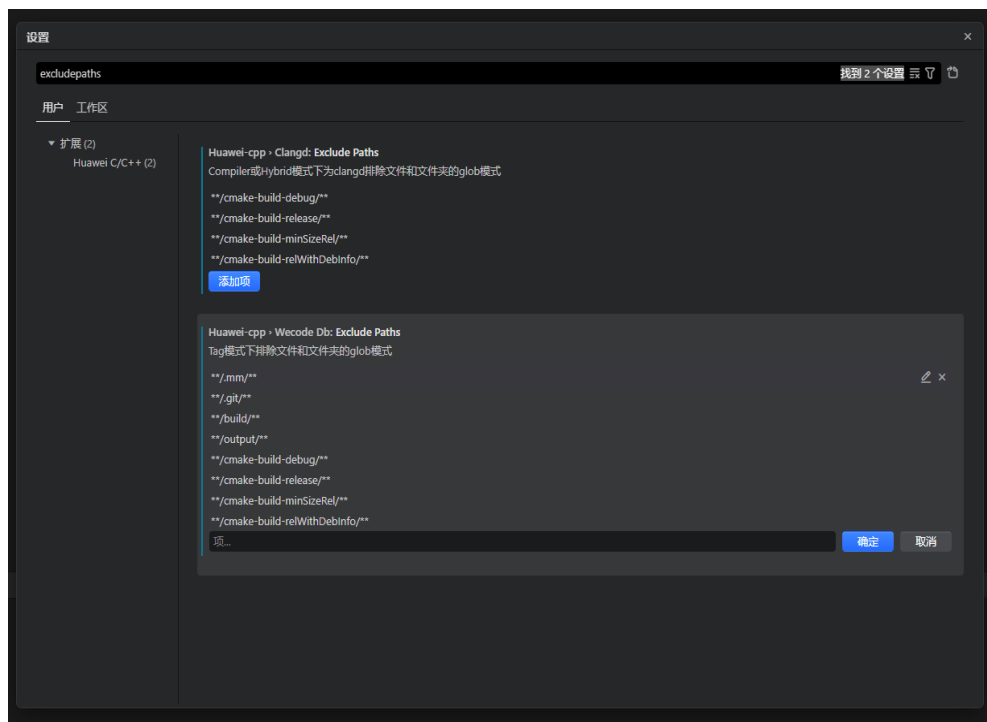 设置
excludepaths
找到 2 个设置
用户 工作区
扩展 (2)
Huawei C/C++ (2)
Huawei-cpp › Clangd: Exclude Paths
Compiler或Hybrid模式下为clangd排除文件和文件夹的glob模式
**/cmake-build-debug/**
**/cmake-build-release/**
**/cmake-build-minSizeRel/**
**/cmake-build-relWithDebInfo/**
添加项
Huawei-cpp › Wecode Db: Exclude Paths
Tag模式下排除文件和文件夹的glob模式
**/.mm/**
**/.git/**
**/build/**
**/output/**
**/cmake-build-debug/**
**/cmake-build-release/**
**/cmake-build-minSizeRel/**
**/cmake-build-relWithDebInfo/**
项...
确定 取消